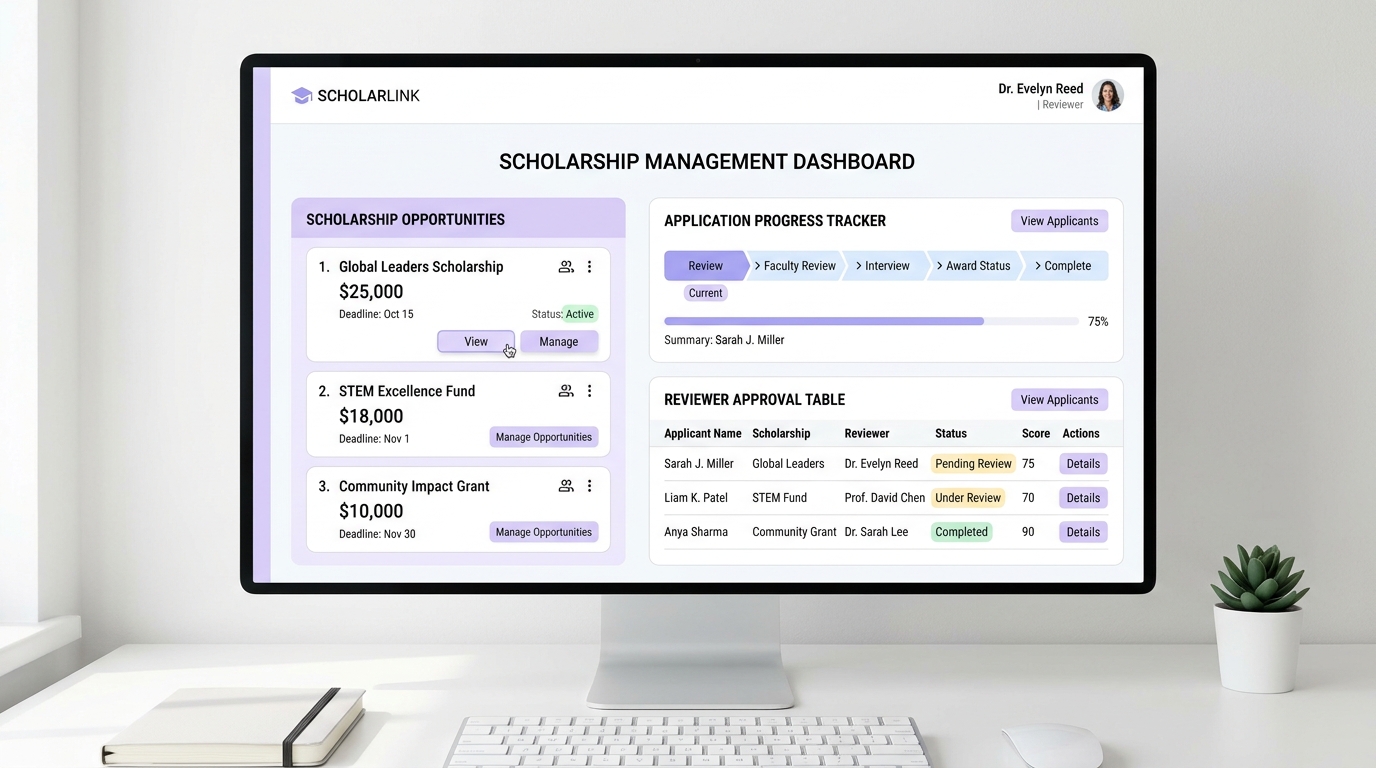 SCHOLARLINK
Dr. Evelyn Reed
| Reviewer
SCHOLARSHIP MANAGEMENT DASHBOARD
SCHOLARSHIP OPPORTUNITIES
1. Global Leaders Scholarship
$25,000
Deadline: Oct 15
Status: Active
View
Manage
2. STEM Excellence Fund
$18,000
Deadline: Nov 1
Manage Opportunities
3. Community Impact Grant
$10,000
Deadline: Nov 30
Manage Opportunities
APPLICATION PROGRESS TRACKER
View Applicants
Review > Faculty Review > Interview > Award Status > Complete
Current
75%
Summary: Sarah J. Miller
REVIEWER APPROVAL TABLE
View Applicants
Applicant Name Scholarship Reviewer Status Score Actions
Sarah J. Miller Global Leaders Dr. Evelyn Reed Pending Review 75 Details
Liam K. Patel STEM Fund Prof. David Chen Under Review 70 Details
Anya Sharma Community Grant Dr. Sarah Lee Completed 90 Details